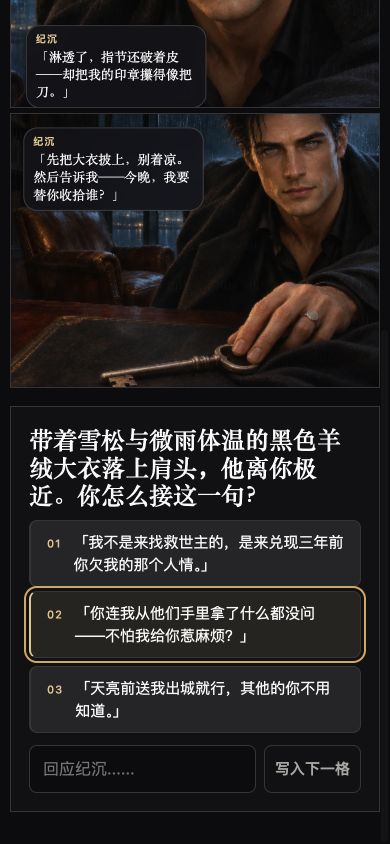 纪沉
「淋透了，指节还破着皮
——却把我的印章攥得像把
刀。」
纪沉
「先把大衣披上，别着凉。
然后告诉我——今晚，我要
替你收拾谁？」
带着雪松与微雨体温的黑色羊
绒大衣落上肩头，他离你极
近。你怎么接这一句?
01 「我不是来找救世主的，是来兑现三年前
你欠我的那个人情。」
02 「你连我从他们手里拿了什么都没问
——不怕我给你惹麻烦？」
03 「天亮前送我出城就行，其他的你不用
知道。」
回应纪沉…… 写入下一格